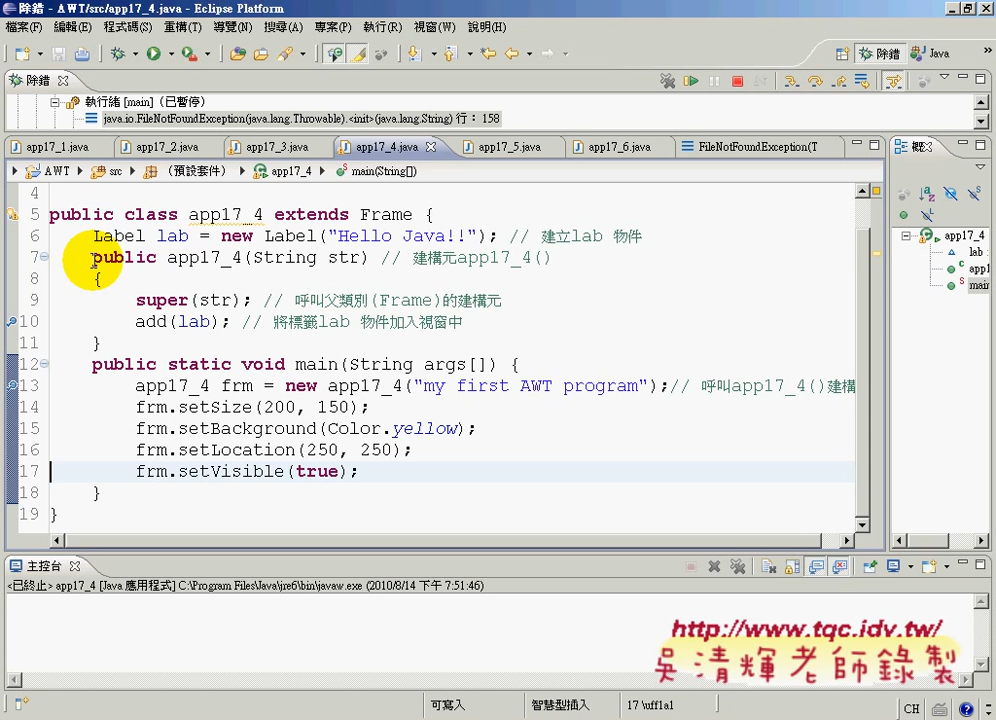 除錯 - AWT/src/app17_4.java - Eclipse Platform
檔案(F) 編輯(E) 程式碼(S) 重構(T) 導覽(N) 搜尋(A) 專案(P) 執行(R) 視窗(W) 說明(H)
除錯 Java »
除錯
執行緒 [main] (已暫停)
java.io.FileNotFoundException(java.lang.Throwable).<init>(java.lang.String) 行： 158
app17_1.java app17_2.java app17_3.java app17_4.java app17_5.java app17_6.java FileNotFoundException(T
AWT src (預設套件) app17_4 main(String[])
4
5 public class app17_4 extends Frame {
6 Label lab = new Label("Hello Java!!"); // 建立lab 物件
7 public app17_4(String str) // 建構元app17_4()
8 {
9 super(str); // 呼叫父類別(Frame)的建構元
10 add(lab); // 將標籤lab 物件加入視窗中
11 }
12 public static void main(String args[]) {
13 app17_4 frm = new app17_4("my first AWT program");// 呼叫app17_4()建構
14 frm.setSize(200, 150);
15 frm.setBackground(Color.yellow);
16 frm.setLocation(250, 250);
17 frm.setVisible(true);
18 }
19 }
概
app17_4
lab
app1
main
主控台
<已終止> app17_4 [Java 應用程式] C:\Program Files\Java\jre6\bin\javaw.exe (2010/8/14 下午 7:51:46)
http://www.tqc.idv.tw/
吳清輝老師錄製
可寫入 智慧型插入 17 \uff1a1 CH